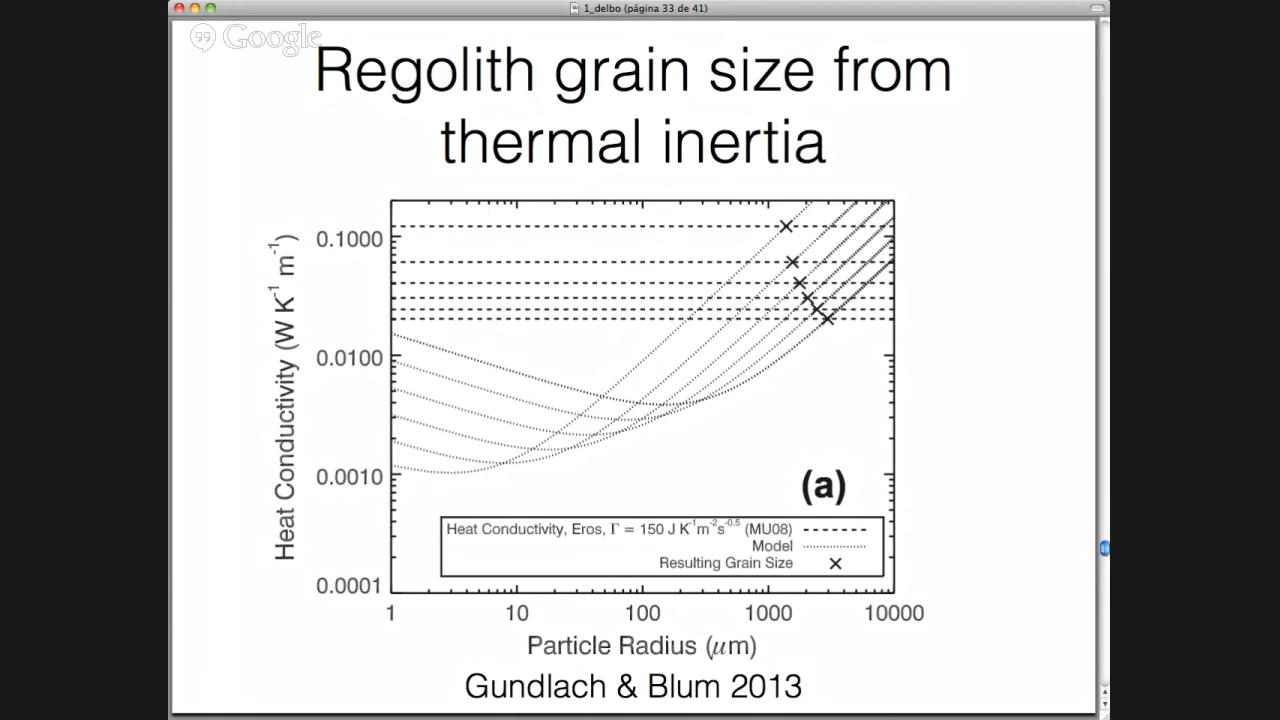 1_delbo (página 33 de 41)
Google
Regolith grain size from
thermal inertia
Heat Conductivity (W K⁻¹ m⁻¹)
0.1000
0.0100
0.0010
0.0001
(a)
Heat Conductivity, Eros, Γ = 150 J K⁻¹m⁻²s⁻⁰·⁵ (MU08)
Model
Resulting Grain Size
1 10 100 1000 10000
Particle Radius (μm)
Gundlach & Blum 2013